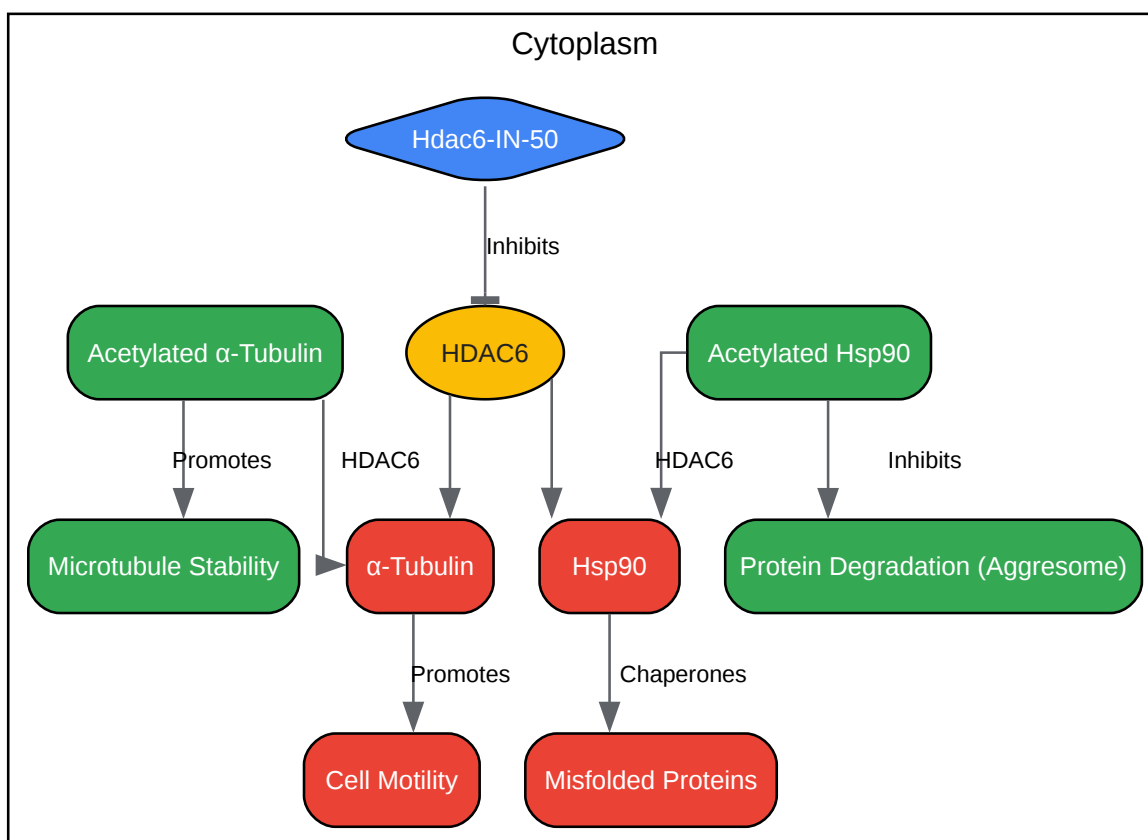 Cytoplasm
Hdac6-IN-50
Inhibits
Acetylated α-Tubulin
HDAC6
Acetylated Hsp90
Promotes
HDAC6
HDAC6
Inhibits
Microtubule Stability
α-Tubulin
Hsp90
Protein Degradation (Aggresome)
Promotes
Chaperones
Cell Motility
Misfolded Proteins